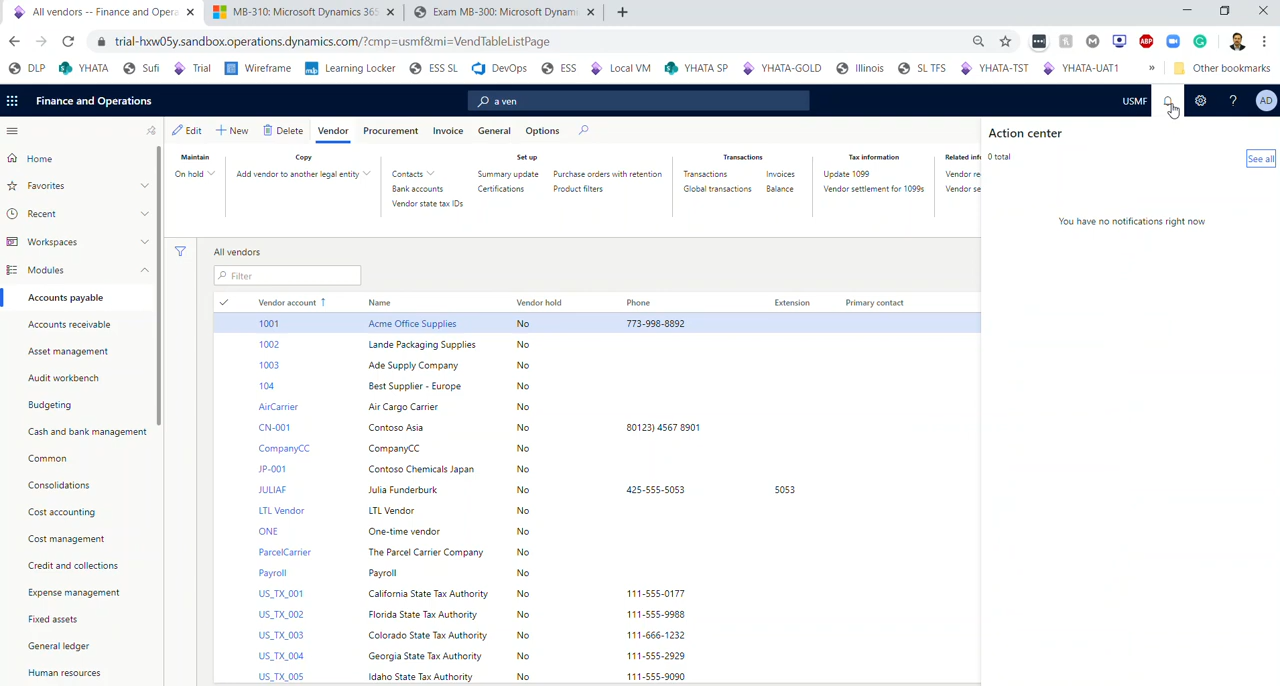 All vendors -- Finance and Opera
MB-310: Microsoft Dynamics 365
Exam MB-300: Microsoft Dynami
trial-hxw05y.sandbox.operations.dynamics.com/?cmp=usmf&mi=VendTableListPage
ABP
DLP YHATA Sufi Trial Wireframe Learning Locker ESS SL DevOps ESS Local VM YHATA SP YHATA-GOLD Illinois SL TFS YHATA-TST YHATA-UAT1 » Other bookmarks
Finance and Operations
a ven
USMF
? AD
Edit + New Delete Vendor Procurement Invoice General Options
Maintain Copy Set up Transactions Tax information Related inf
On hold Add vendor to another legal entity Contacts Summary update Purchase orders with retention Transactions Invoices Update 1099 Vendor re
Bank accounts Certifications Product filters Global transactions Balance Vendor settlement for 1099s Vendor se
Vendor state tax IDs
Action center
0 total See all
You have no notifications right now
Home
Favorites
Recent
Workspaces
Modules
Accounts payable
Accounts receivable
Asset management
Audit workbench
Budgeting
Cash and bank management
Common
Consolidations
Cost accounting
Cost management
Credit and collections
Expense management
Fixed assets
General ledger
Human resources
All vendors
Filter
Vendor account ↑ Name Vendor hold Phone Extension Primary contact
1001 Acme Office Supplies No 773-998-8892
1002 Lande Packaging Supplies No
1003 Ade Supply Company No
104 Best Supplier - Europe No
AirCarrier Air Cargo Carrier No
CN-001 Contoso Asia No 80123) 4567 8901
CompanyCC CompanyCC No
JP-001 Contoso Chemicals Japan No
JULIAF Julia Funderburk No 425-555-5053 5053
LTL Vendor LTL Vendor No
ONE One-time vendor No
ParcelCarrier The Parcel Carrier Company No
Payroll Payroll No
US_TX_001 California State Tax Authority No 111-555-0177
US_TX_002 Florida State Tax Authority No 111-555-9988
US_TX_003 Colorado State Tax Authority No 111-666-1232
US_TX_004 Georgia State Tax Authority No 111-555-2929
US_TX_005 Idaho State Tax Authority No 111-555-9090